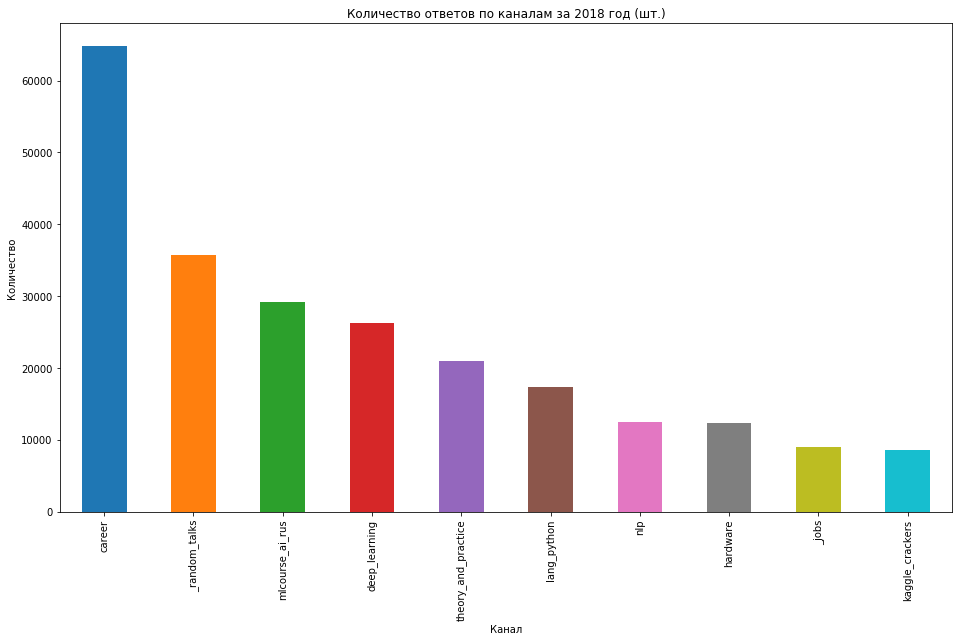 Количество ответов по каналам за 2018 год (шт.)
Количество
60000
50000
40000
30000
20000
10000
0
career
_random_talks
mlcourse_ai_rus
deep_learning
theory_and_practice
lang_python
nlp
hardware
_jobs
kaggle_crackers
Канал